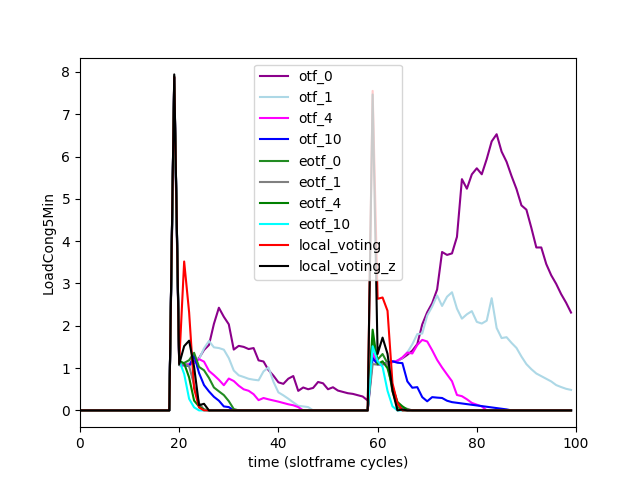 LoadCong5Min
8
7
6
5
4
3
2
1
0
otf_0
otf_1
otf_4
otf_10
eotf_0
eotf_1
eotf_4
eotf_10
local_voting
local_voting_z
0 20 40 60 80 100
time (slotframe cycles)